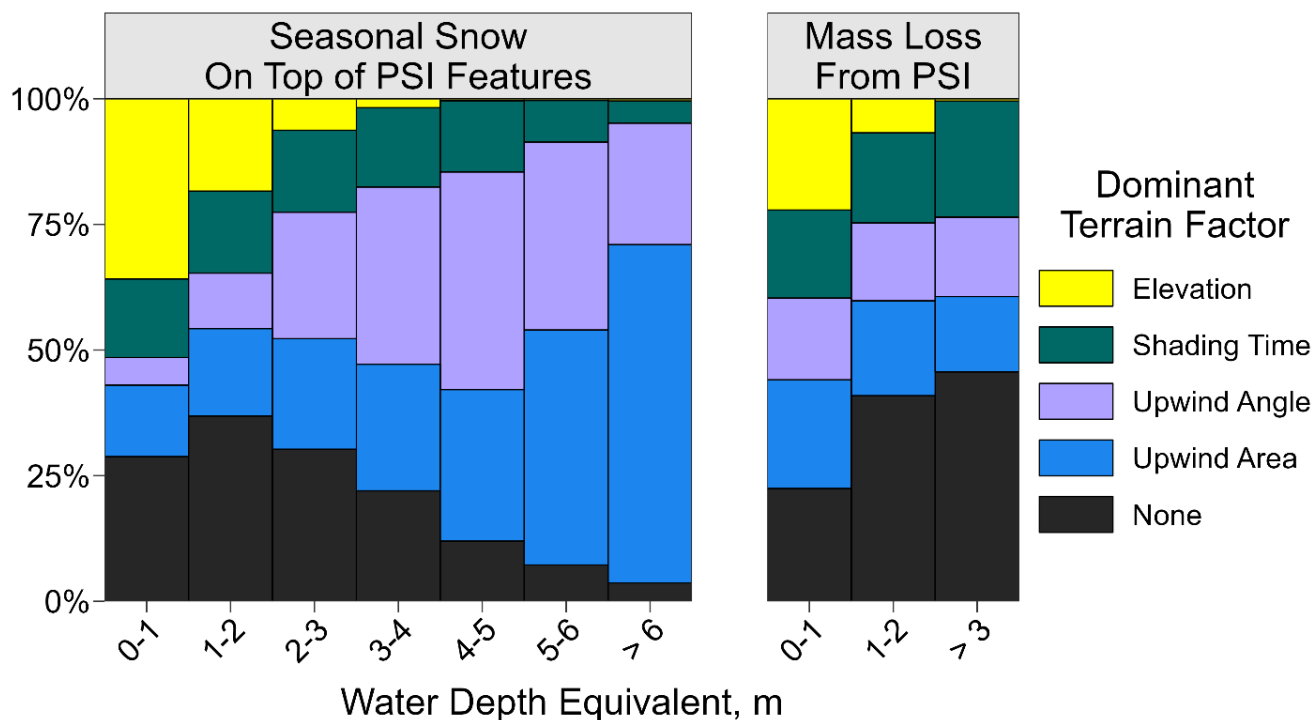 Seasonal Snow
On Top of PSI Features
Mass Loss
From PSI
100%
75%
50%
25%
0%
0-1
1-2
2-3
3-4
4-5
5-6
> 6
0-1
1-2
> 3
Water Depth Equivalent, m
Dominant
Terrain Factor
Elevation
Shading Time
Upwind Angle
Upwind Area
None